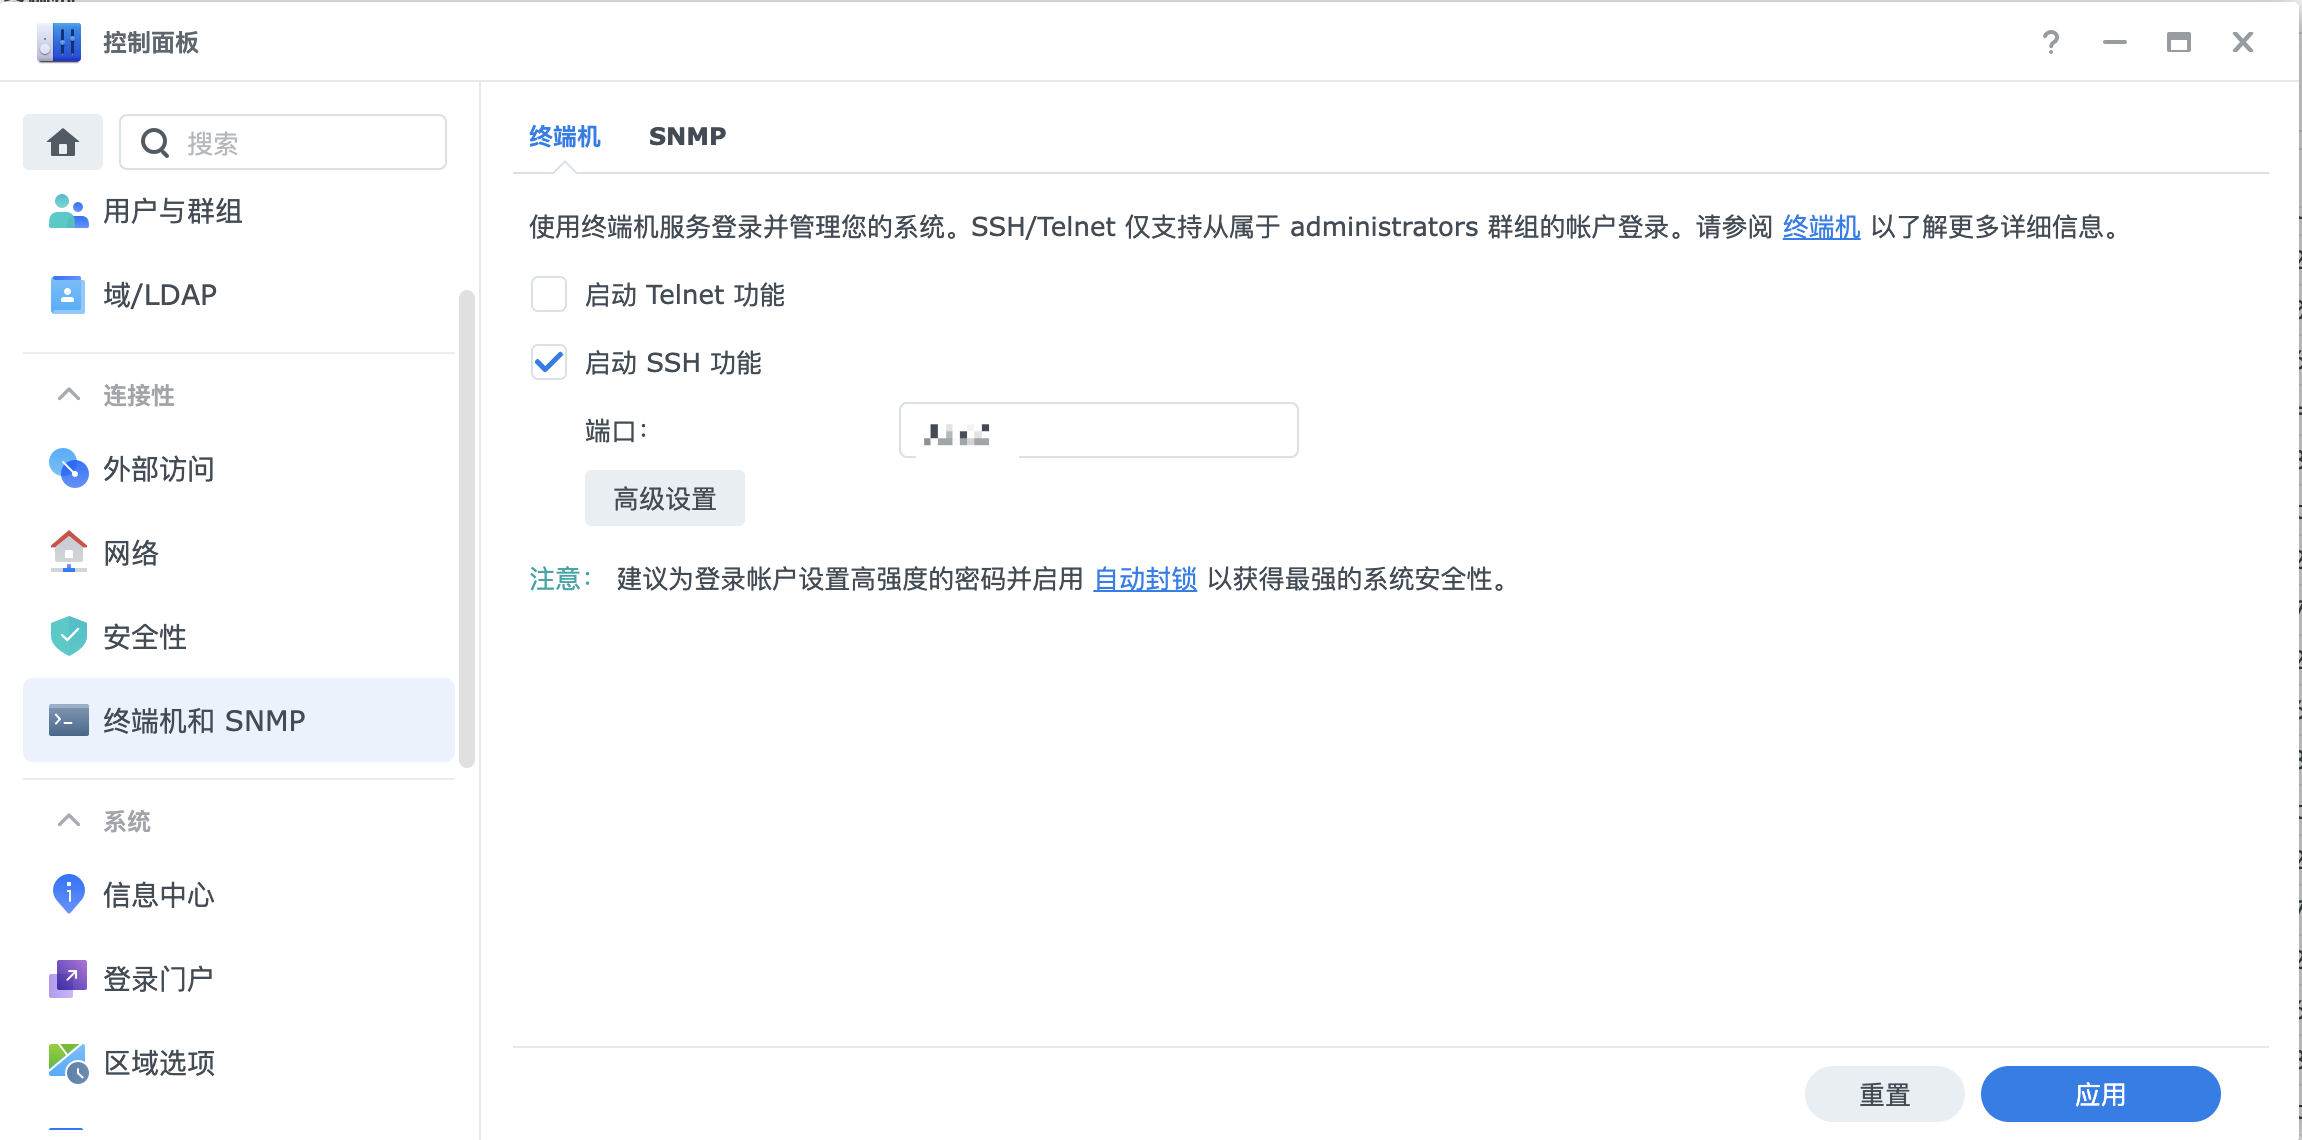 控制面板
搜索
用户与群组
域/LDAP
连接性
外部访问
网络
安全性
终端机和 SNMP
系统
信息中心
登录门户
区域选项
终端机
SNMP
使用终端机服务登录并管理您的系统。SSH/Telnet 仅支持从属于 administrators 群组的帐户登录。请参阅 终端机 以了解更多详细信息。
启动 Telnet 功能
启动 SSH 功能
端口：
高级设置
注意： 建议为登录帐户设置高强度的密码并启用 自动封锁 以获得最强的系统安全性。
重置
应用